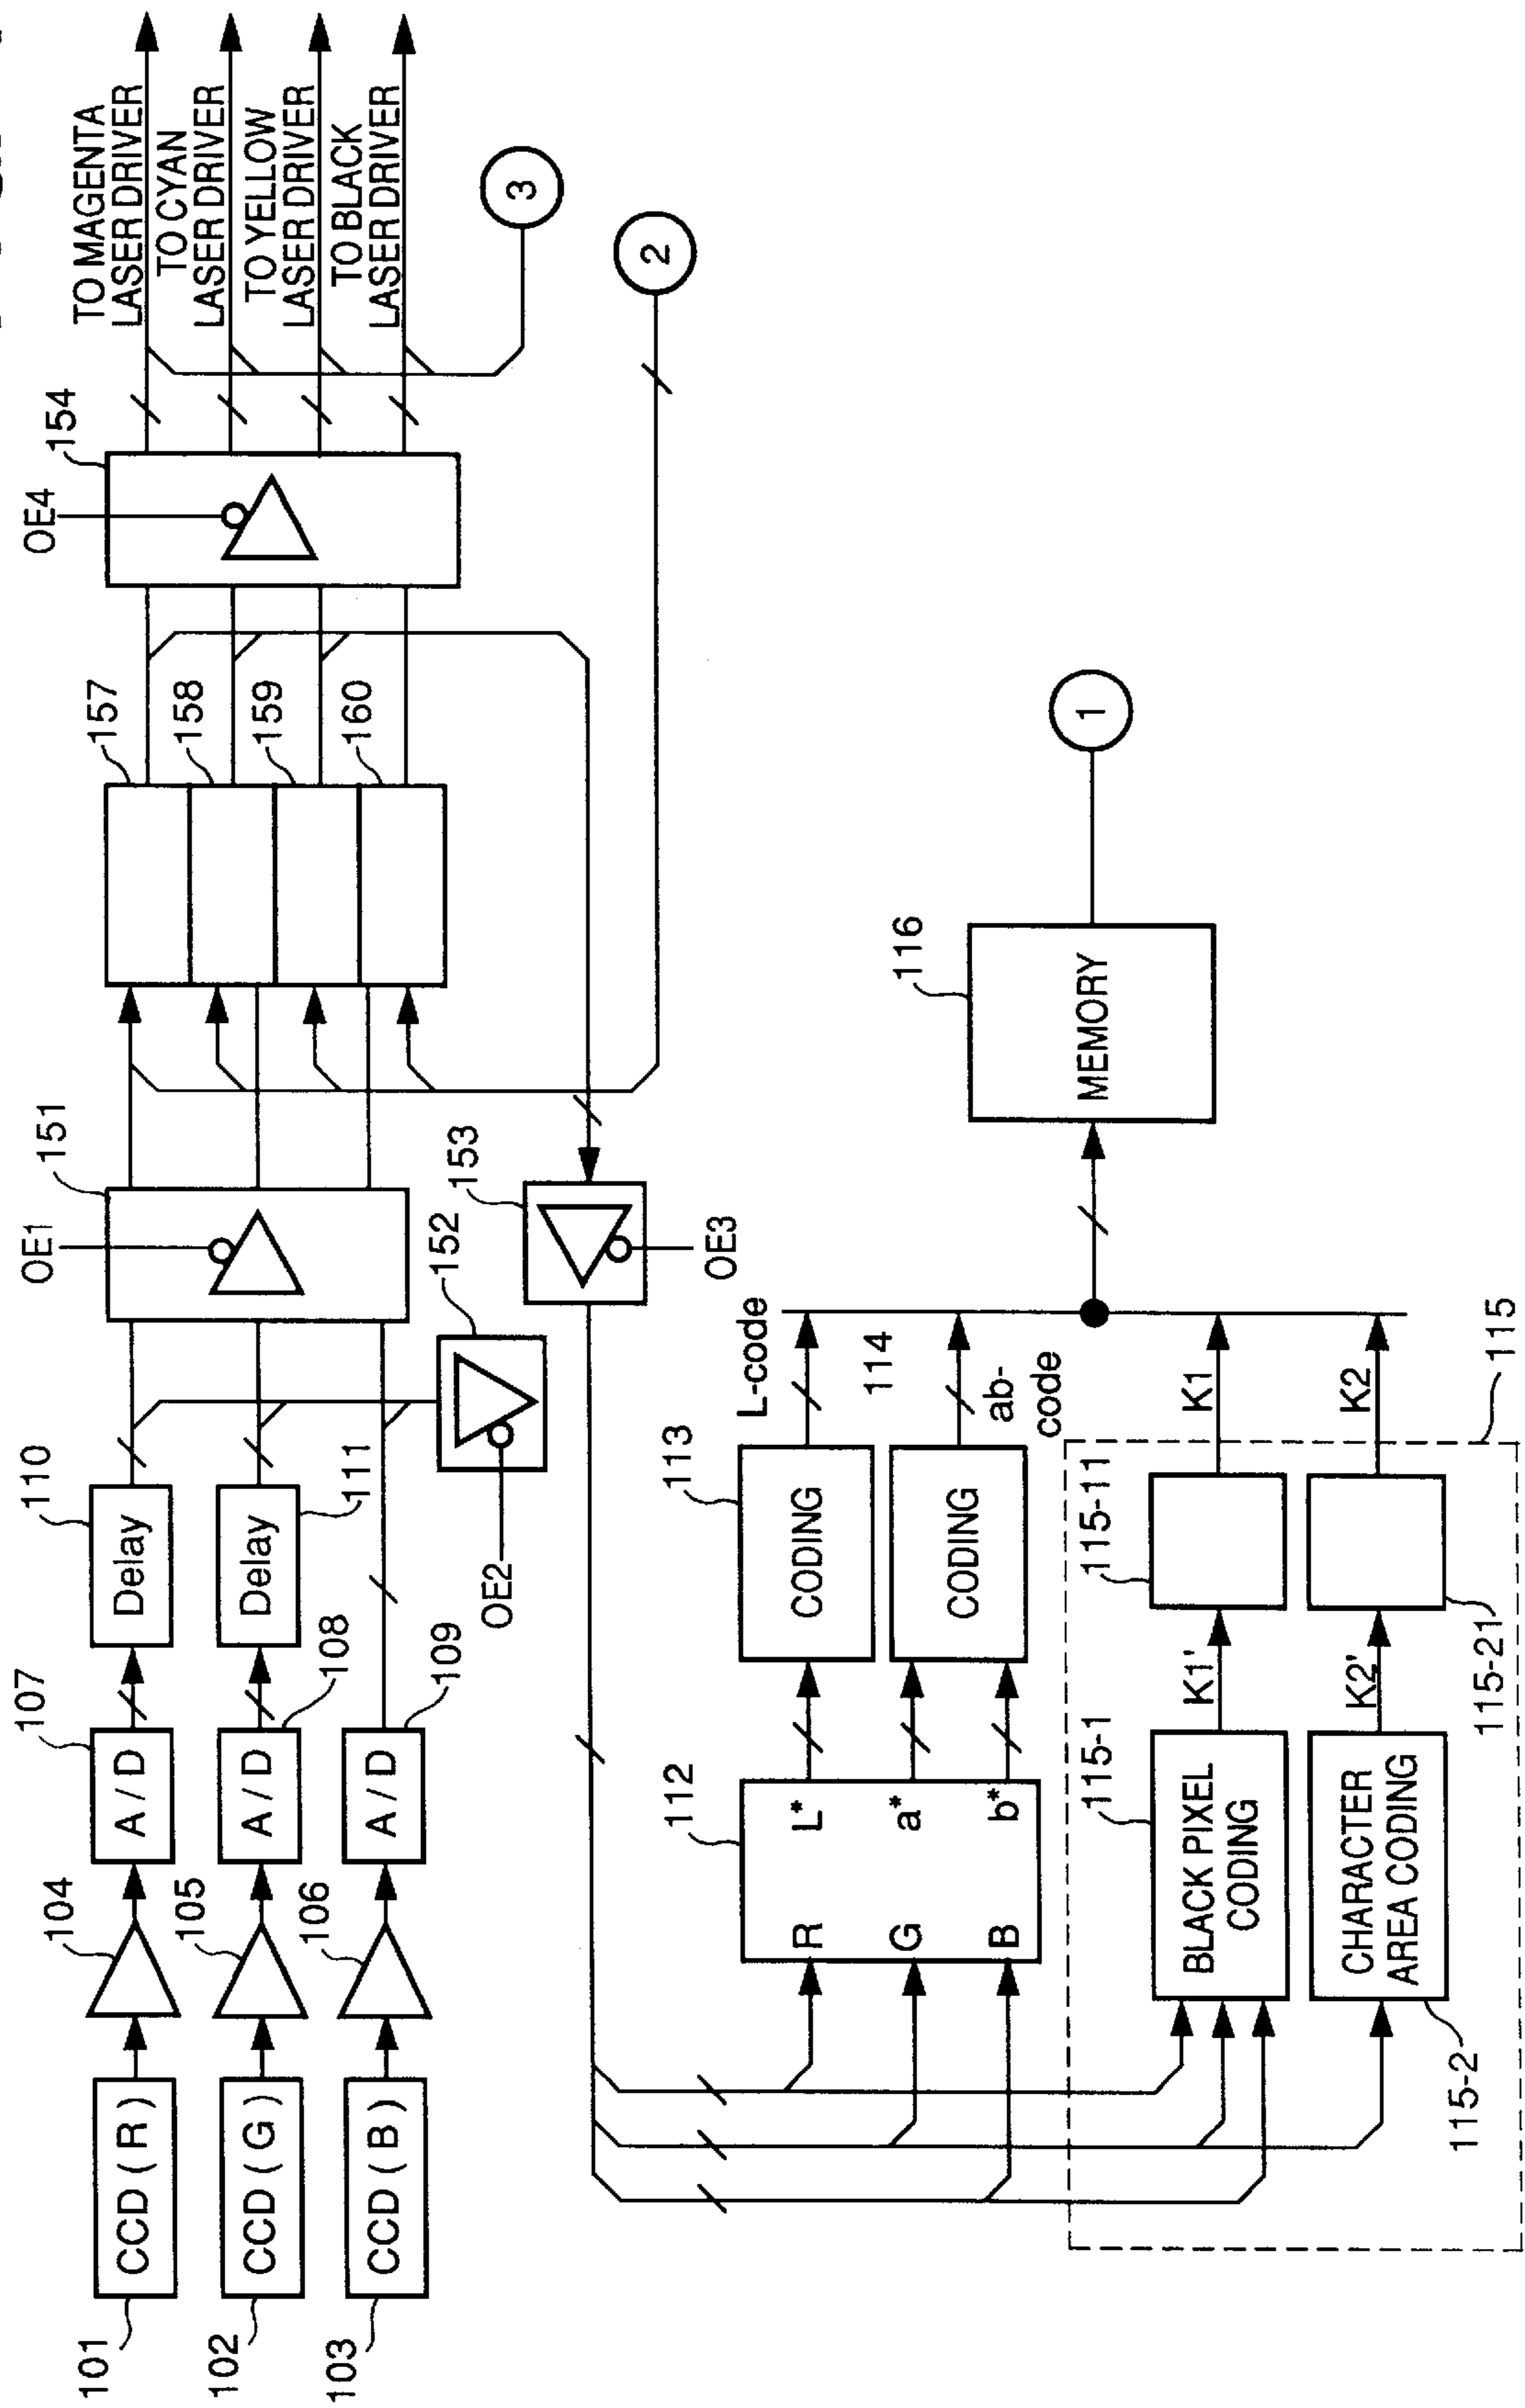 101
CCD ( R )
104
107
A / D
110
Delay
OE1
151
157
158
159
160
OE4
154
TO MAGENTA
LASER DRIVER
TO CYAN
LASER DRIVER
TO YELLOW
LASER DRIVER
TO BLACK
LASER DRIVER
102
CCD ( G )
105
A / D
108
Delay
111
103
CCD ( B )
106
A / D
109
OE2
152
153
OE3
3
2
112
R
G
B
L*
a*
b*
113
CODING
L-code
114
CODING
ab-
code
116
MEMORY
1
115-1
BLACK PIXEL
CODING
K1'
115-11
K1
CHARACTER
AREA CODING
115-2
K2'
115-21
K2
115